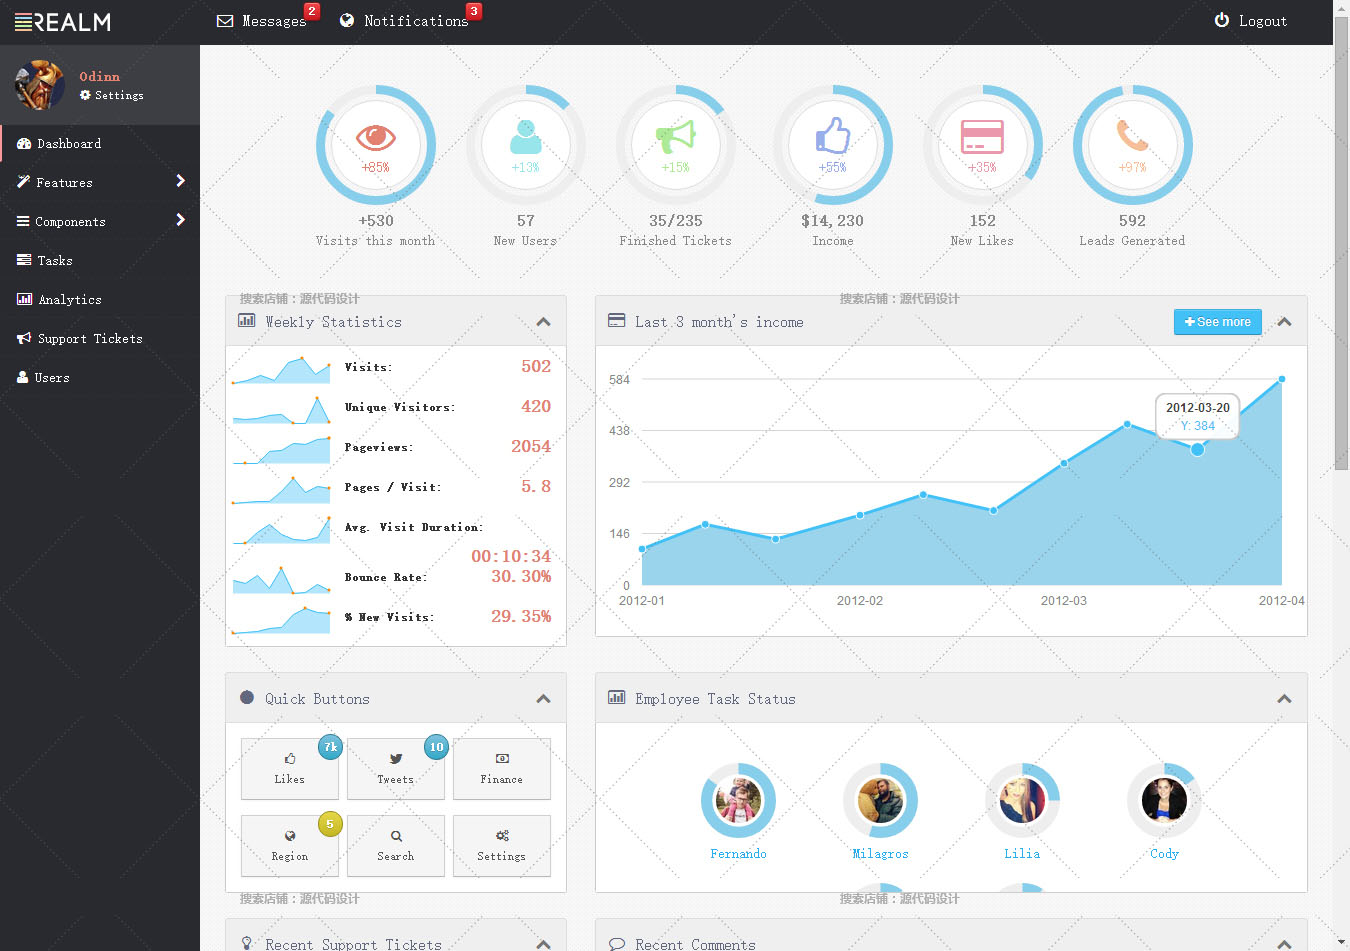 REALM
Messages 2
Notifications 3
Logout
Odinn
Settings
Dashboard
Features
Components
Tasks
Analytics
Support Tickets
Users
+85%
+530
Visits this month
+13%
57
New Users
+15%
35/235
Finished Tickets
+55%
$14,230
Income
+35%
152
New Likes
+97%
592
Leads Generated
搜索店铺：源代码设计
搜索店铺：源代码设计
Weekly Statistics
Visits: 502
Unique Visitors: 420
Pageviews: 2054
Pages / Visit: 5.8
Avg. Visit Duration:
00:10:34
Bounce Rate: 30.30%
% New Visits: 29.35%
Last 3 month's income
See more
584
438
292
146
0
2012-01
2012-02
2012-03
2012-04
2012-03-20
Y: 384
Quick Buttons
7k
Likes
10
Tweets
Finance
5
Region
Search
Settings
Employee Task Status
Fernando
Milagros
Lilia
Cody
搜索店铺：源代码设计
搜索店铺：源代码设计
Recent Support Tickets
Recent Comments